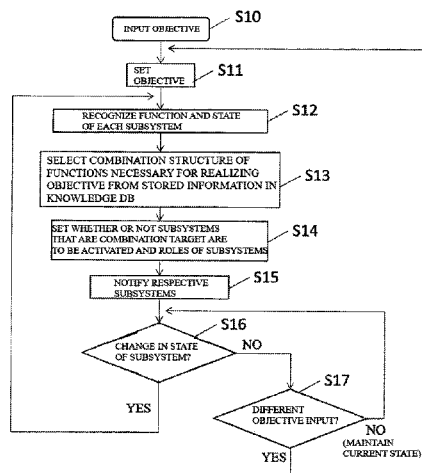 INPUT OBJECTIVE
S10
SET
OBJECTIVE
S11
RECOGNIZE FUNCTION AND STATE
OF EACH SUBSYSTEM
S12
SELECT COMBINATION STRUCTURE
OF FUNCTIONS NECESSARY FOR REALIZING
OBJECTIVE FROM STORED INFORMATION IN
KNOWLEDGE DB
S13
SET WHETHER OR NOT SUBSYSTEMS
THAT ARE COMBINATION TARGET ARE
TO BE ACTIVATED AND ROLES OF SUBSYSTEMS
S14
NOTIFY RESPECTIVE
SUBSYSTEMS
S15
CHANGE IN STATE
OF SUBSYSTEM?
S16
NO
YES
DIFFERENT
OBJECTIVE INPUT?
S17
NO
(MAINTAIN
CURRENT STATE)
YES